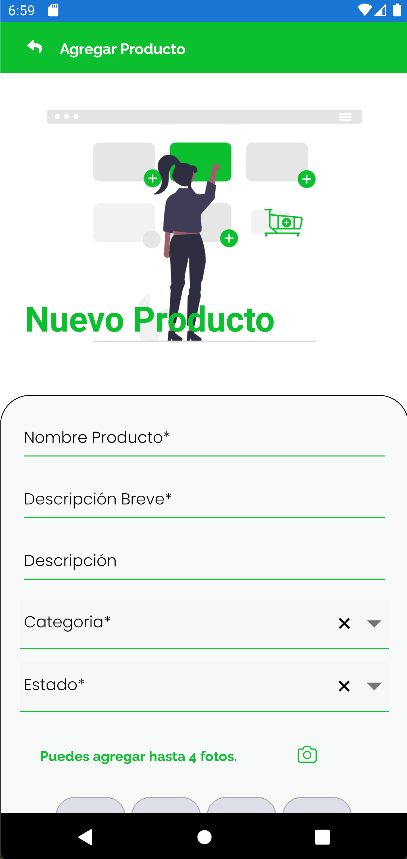 6:59
Agregar Producto
Nuevo Producto
Nombre Producto*
Descripción Breve*
Descripción
Categoria*
Estado*
Puedes agregar hasta 4 fotos.